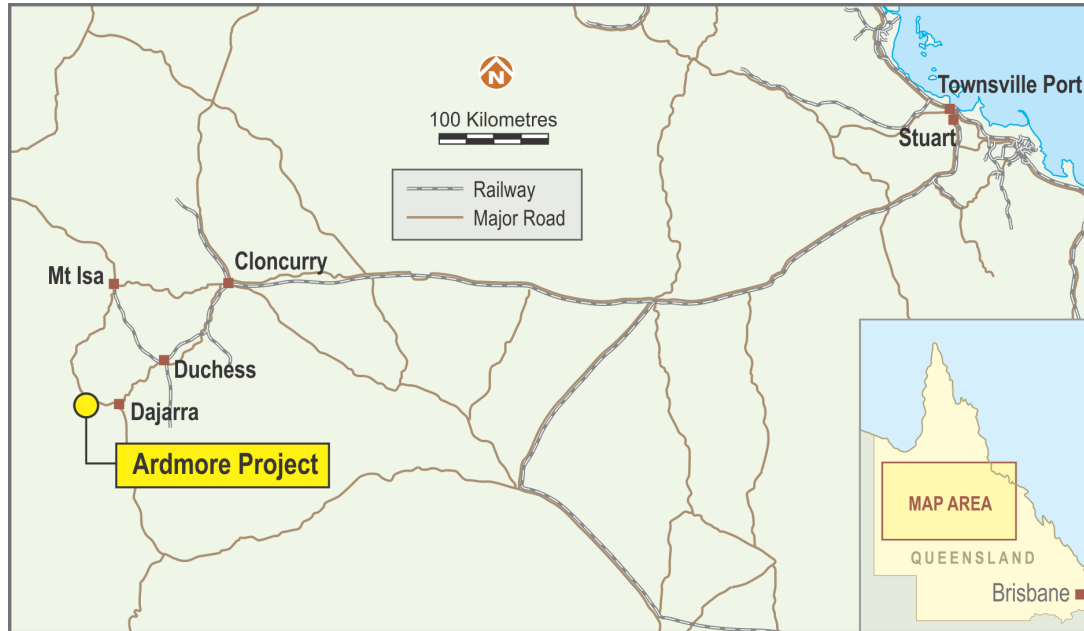 N
100 Kilometres
Railway
Major Road
Townsville Port
Stuart
Mt Isa
Cloncurry
Duchess
Dajarra
Ardmore Project
MAP AREA
QUEENSLAND
Brisbane